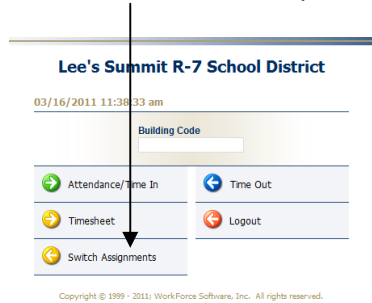 Lee's Summit R-7 School District
03/16/2011 11:38:33 am
Building Code
Attendance/Time In
Time Out
Timesheet
Logout
Switch Assignments
Copyright © 1999 - 2011; WorkForce Software, Inc. All rights reserved.